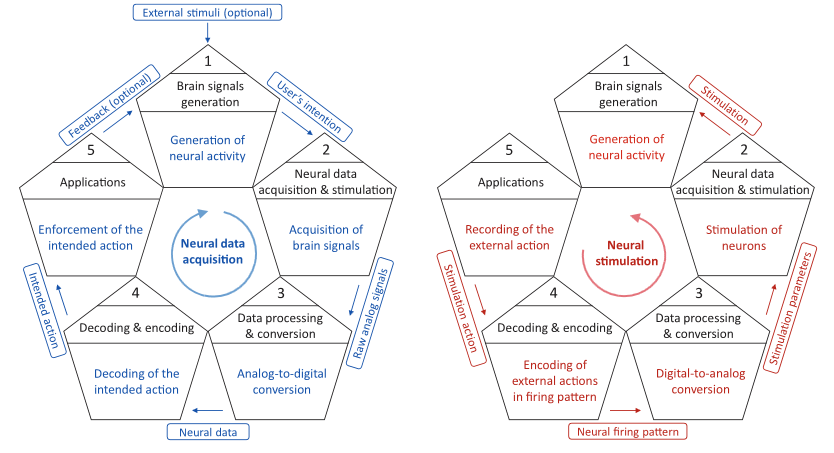 External stimuli (optional)
Feedback (optional)
User's intention
1
Brain signals
generation
Generation of
neural activity
5
Applications
Enforcement of the
intended action
2
Neural data
acquisition & stimulation
Acquisition of
brain signals
Neural data
acquisition
Intended action
Raw analog signals
4
Decoding & encoding
Decoding of the
intended action
3
Data processing
& conversion
Analog-to-digital
conversion
Neural data
1
Brain signals
generation
Generation of
neural activity
Stimulation
5
Applications
Recording of the
external action
2
Neural data
acquisition & stimulation
Stimulation of
neurons
Neural
stimulation
Stimulation action
Stimulation parameters
4
Decoding & encoding
Encoding of
external actions
in firing pattern
3
Data processing
& conversion
Digital-to-analog
conversion
Neural firing pattern